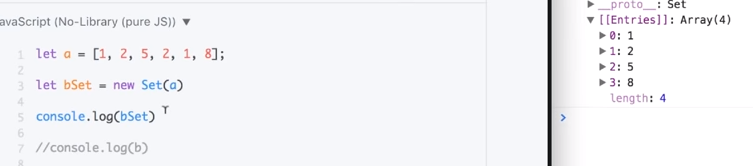 avaScript (No-Library (pure JS)) ▼
1 let a = [1, 2, 5, 2, 1, 8];
2
3 let bSet = new Set(a)
4
5 console.log(bSet)
6
7 //console.log(b)
8
▶ __proto__: Set
▼ [[Entries]]: Array(4)
▶ 0: 1
▶ 1: 2
▶ 2: 5
▶ 3: 8
length: 4
>